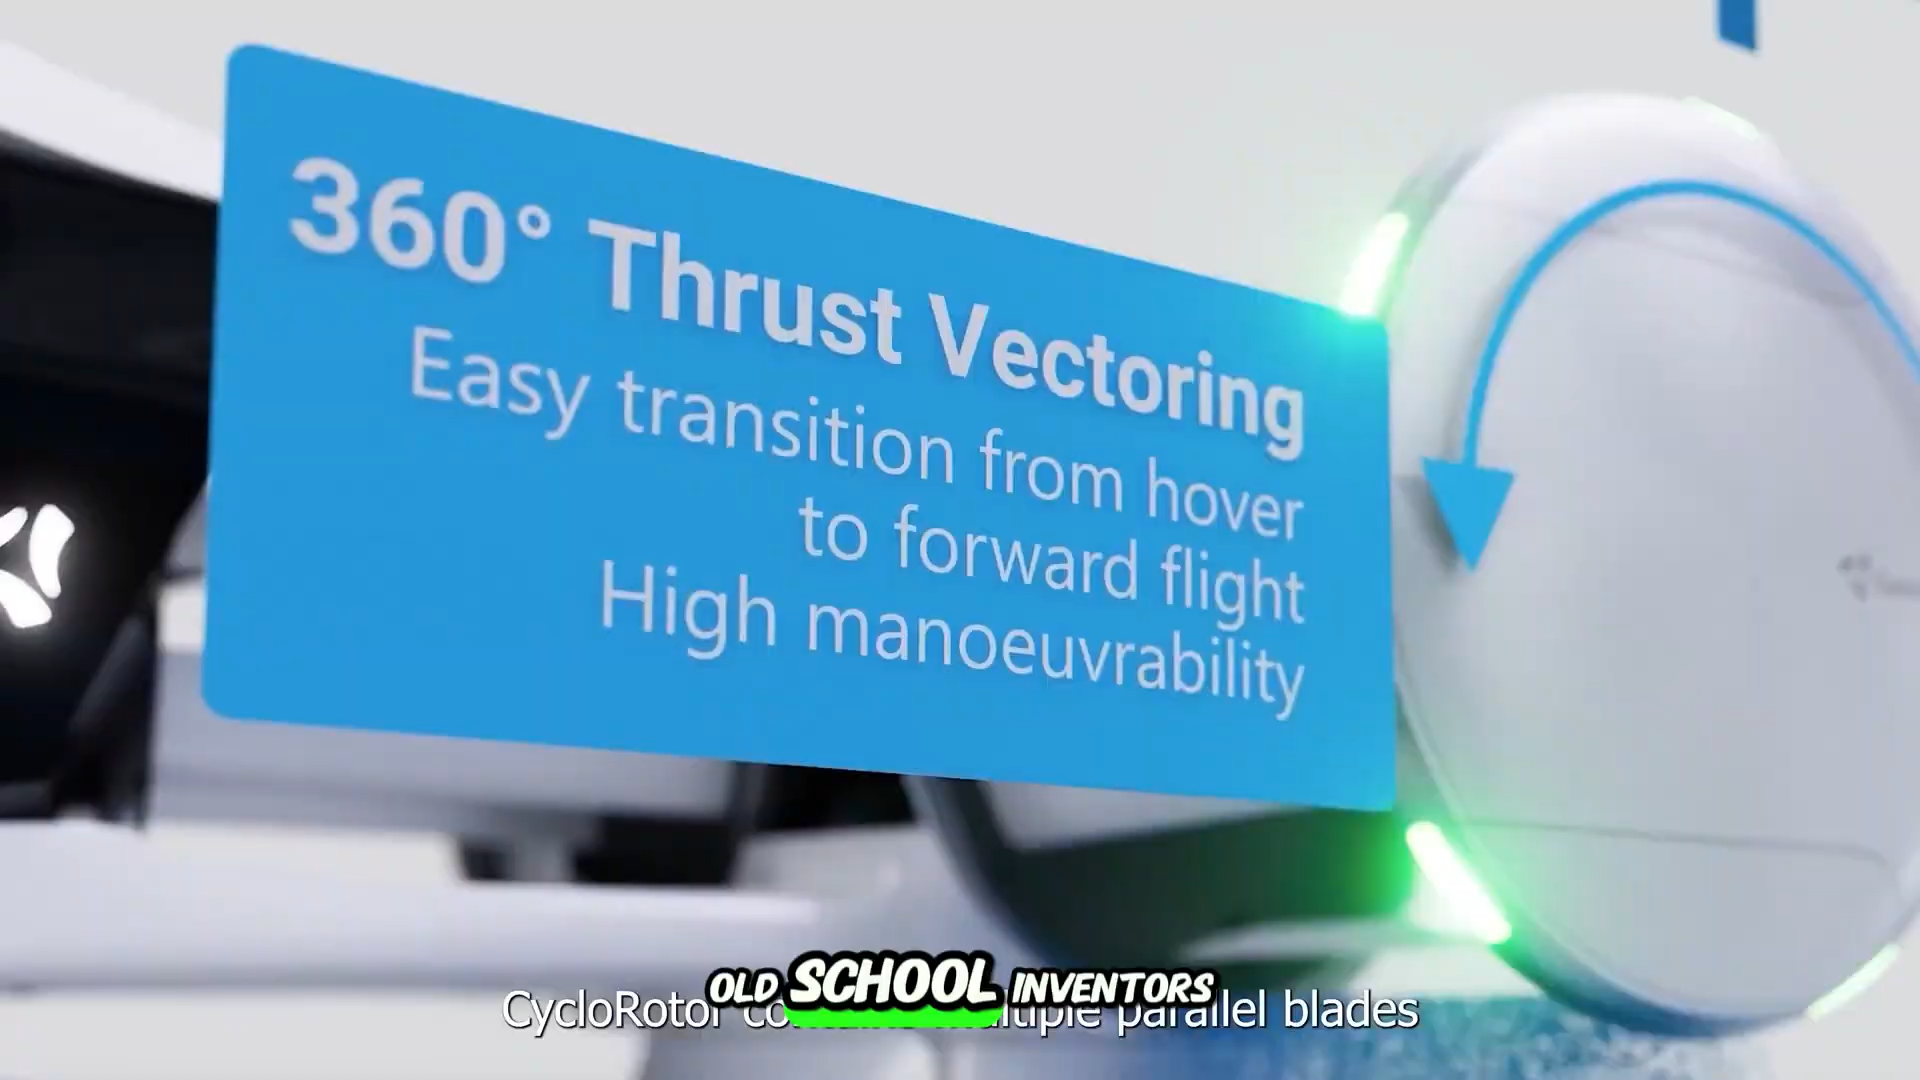 360° Thrust Vectoring
Easy transition from hover
to forward flight
High manoeuvrability
OLD SCHOOL INVENTORS
CycloRotor parallel blades